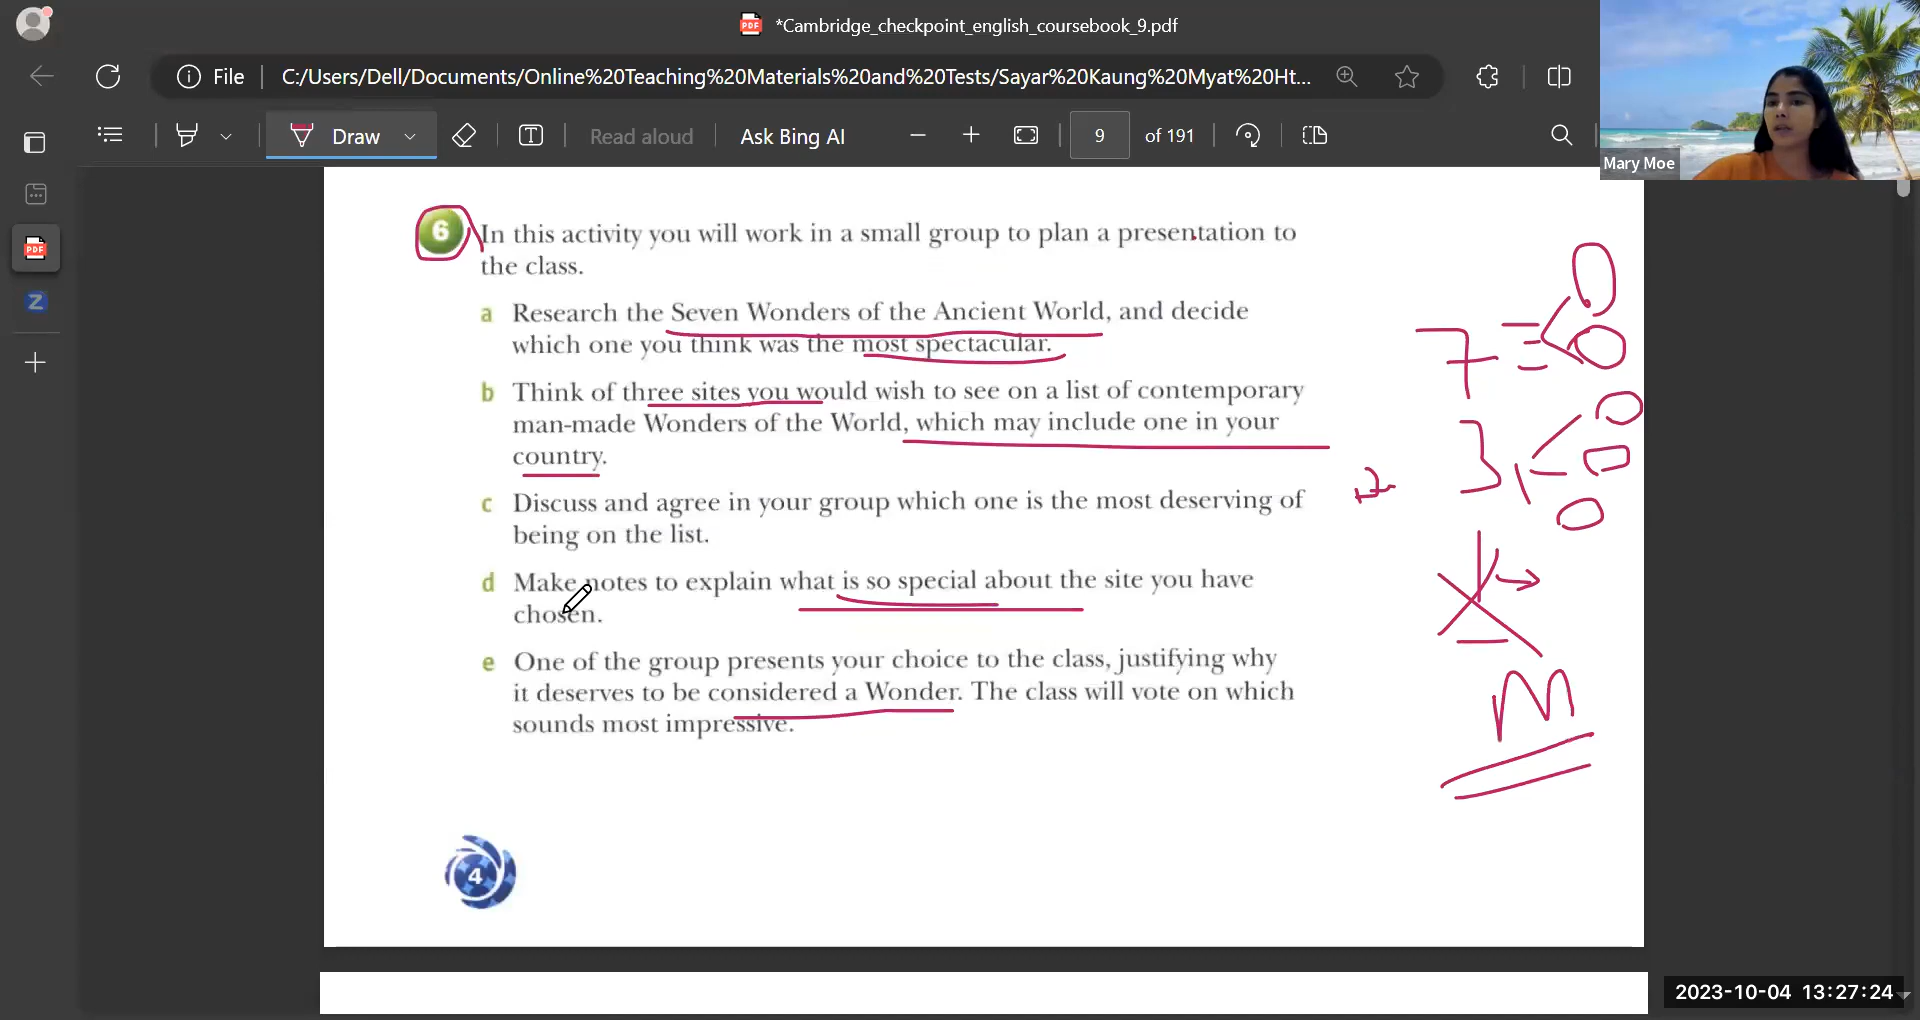 *Cambridge_checkpoint_english_coursebook_9.pdf
File
C:/Users/Dell/Documents/Online%20Teaching%20Materials%20and%20Tests/Sayar%20Kaung%20Myat%20Ht...
Draw
Read aloud
Ask Bing AI
9 of 191
Mary Moe
6 In this activity you will work in a small group to plan a presentation to
the class.
a Research the Seven Wonders of the Ancient World, and decide
which one you think was the most spectacular.
b Think of three sites you would wish to see on a list of contemporary
man-made Wonders of the World, which may include one in your
country.
c Discuss and agree in your group which one is the most deserving of
being on the list.
d Make notes to explain what is so special about the site you have
chosen.
e One of the group presents your choice to the class, justifying why
it deserves to be considered a Wonder. The class will vote on which
sounds most impressive.
7
3
M
4
2023-10-04 13:27:24